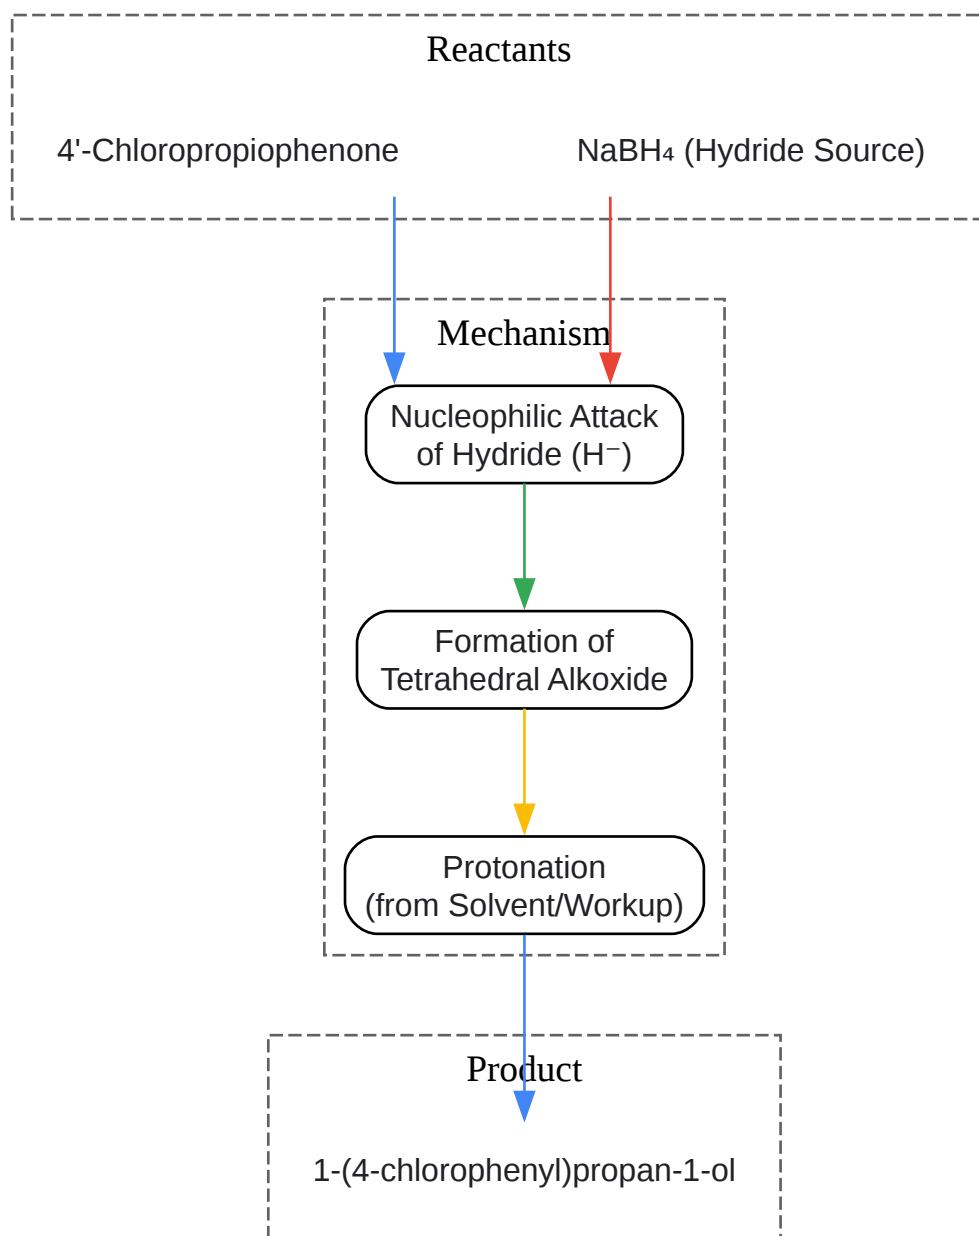 Reactants
4'-Chloropropiophenone
NaBH₄ (Hydride Source)
Mechanism
Nucleophilic Attack
of Hydride (H⁻)
Formation of
Tetrahedral Alkoxide
Protonation
(from Solvent/Workup)
Product
1-(4-chlorophenyl)propan-1-ol